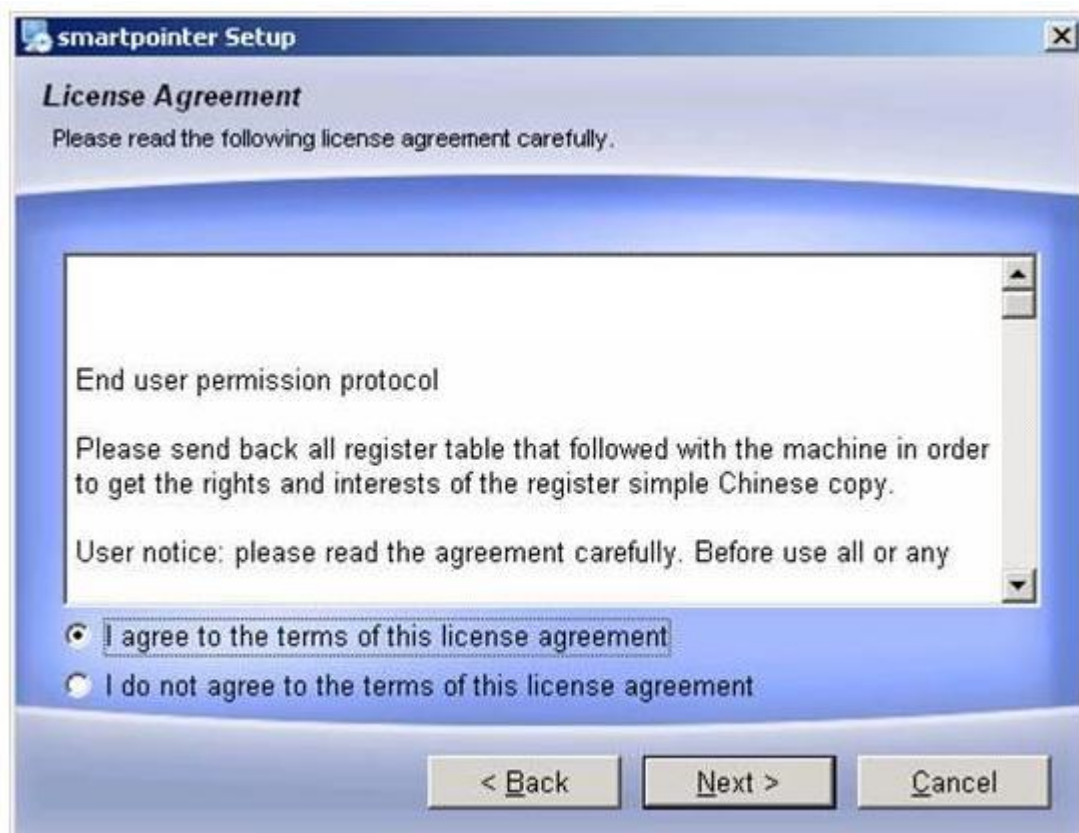 smartpointer Setup
License Agreement
Please read the following license agreement carefully.
End user permission protocol
Please send back all register table that followed with the machine in order
to get the rights and interests of the register simple Chinese copy.
User notice: please read the agreement carefully. Before use all or any
I agree to the terms of this license agreement
I do not agree to the terms of this license agreement
< Back Next > Cancel